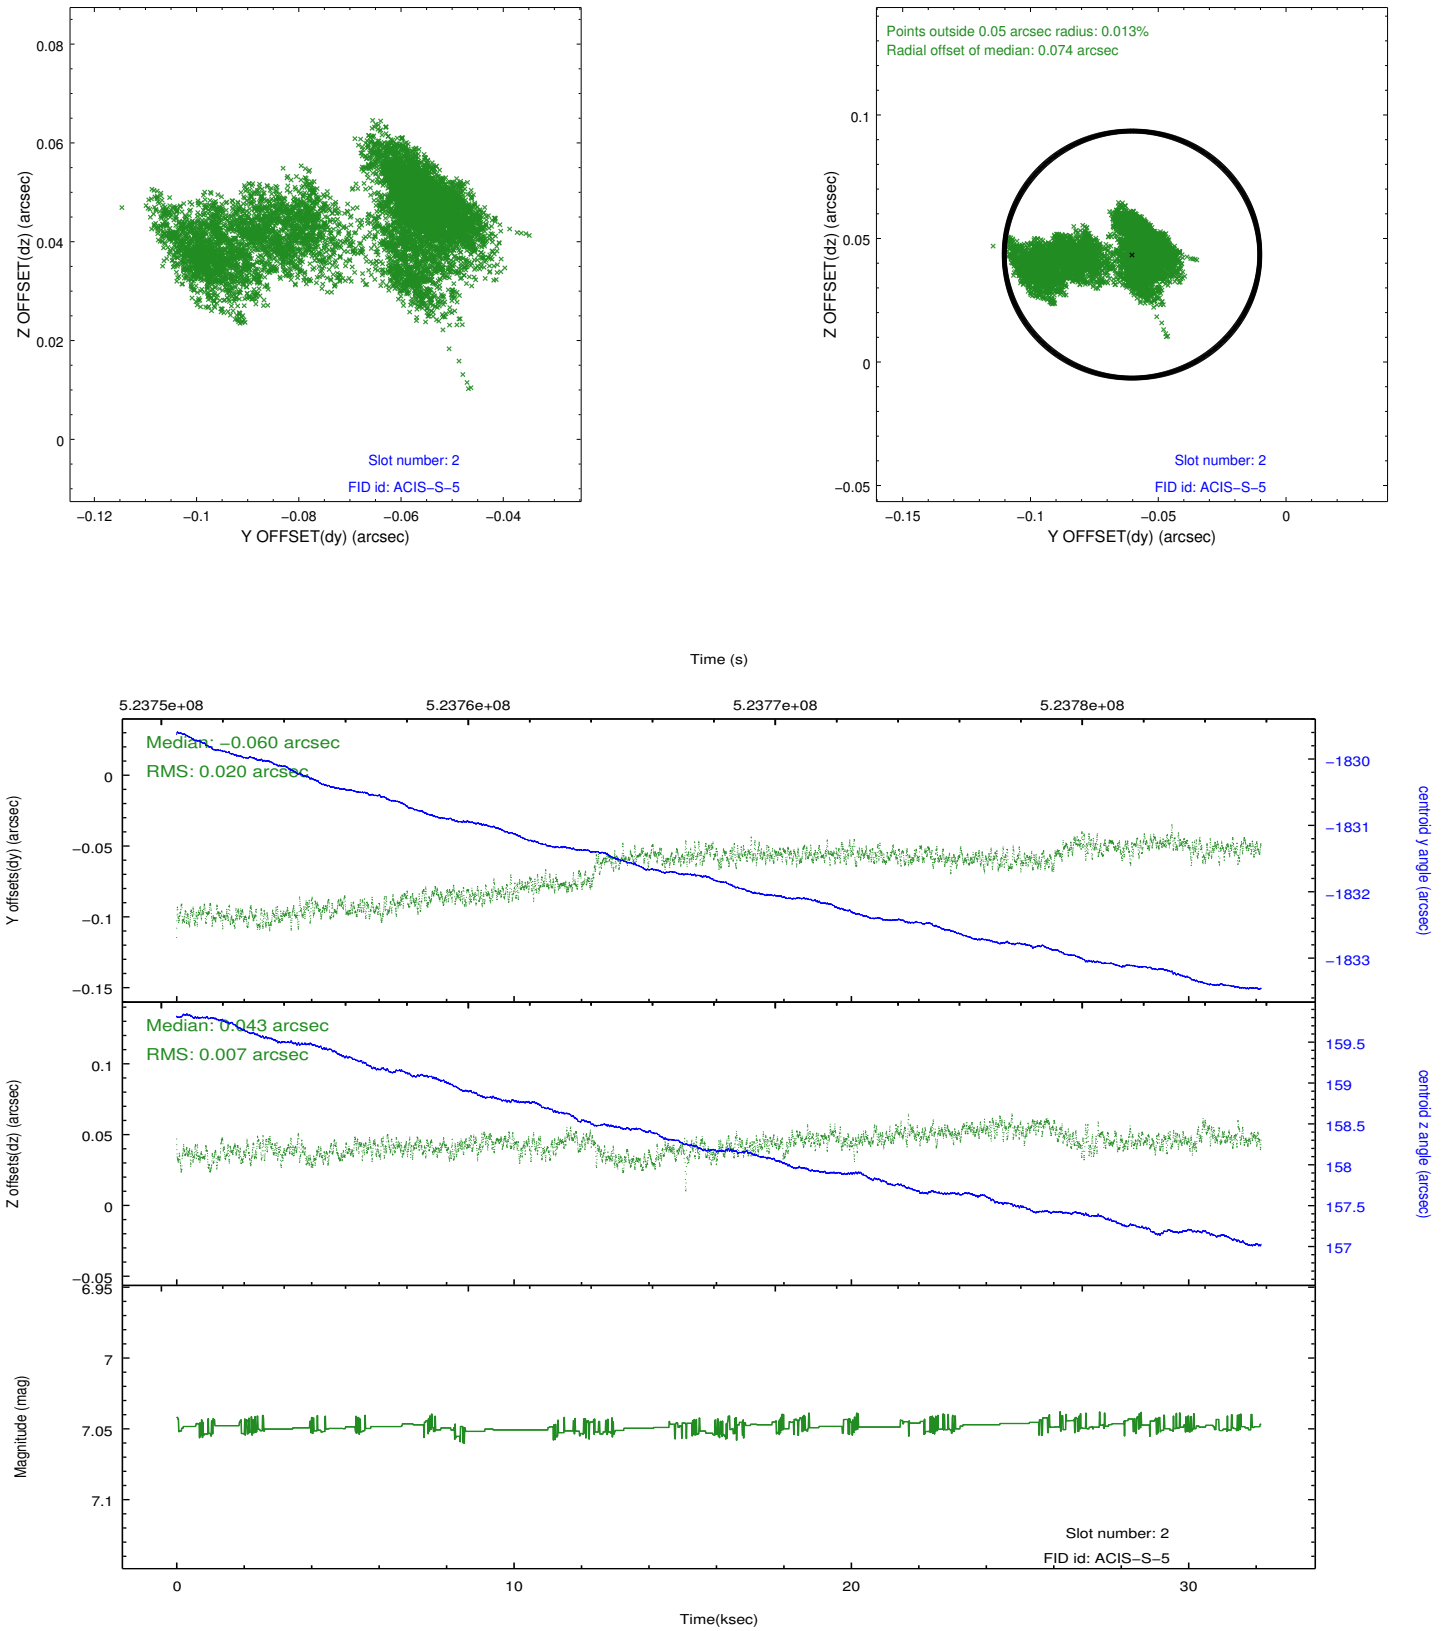 0.08
0.06
0.04
0.02
0
Z OFFSET(dz) (arcsec)
Slot number: 2
FID id: ACIS−S−5
−0.12
−0.1
−0.08
−0.06
−0.04
Y OFFSET(dy) (arcsec)
Points outside 0.05 arcsec radius: 0.013%
Radial offset of median: 0.074 arcsec
0.1
0.05
0
−0.05
Z OFFSET(dz) (arcsec)
Slot number: 2
FID id: ACIS−S−5
−0.15
−0.1
−0.05
0
Y OFFSET(dy) (arcsec)
Time (s)
5.2375e+08
5.2376e+08
5.2377e+08
5.2378e+08
Median: −0.060 arcsec
RMS: 0.020 arcsec
0
−0.05
−0.1
−0.15
Y offsets(dy) (arcsec)
−1830
−1831
−1832
−1833
centroid y angle (arcsec)
Median: 0.043 arcsec
RMS: 0.007 arcsec
0.1
0.05
0
−0.05
Z offsets(dz) (arcsec)
159.5
159
158.5
158
157.5
157
centroid z angle (arcsec)
6.95
7
7.05
7.1
Magnitude (mag)
Slot number: 2
FID id: ACIS−S−5
0
10
20
30
Time(ksec)